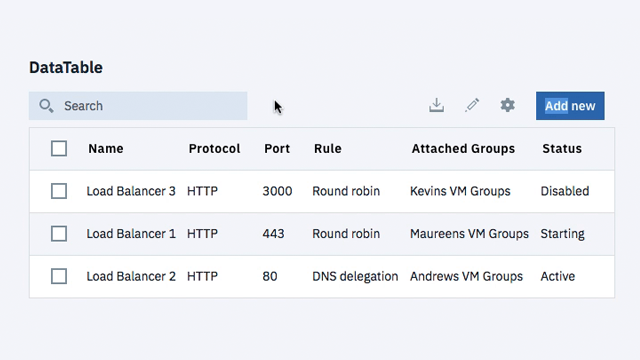 DataTable
Search Add new
Name Protocol Port Rule Attached Groups Status
Load Balancer 3 HTTP 3000 Round robin Kevins VM Groups Disabled
Load Balancer 1 HTTP 443 Round robin Maureens VM Groups Starting
Load Balancer 2 HTTP 80 DNS delegation Andrews VM Groups Active